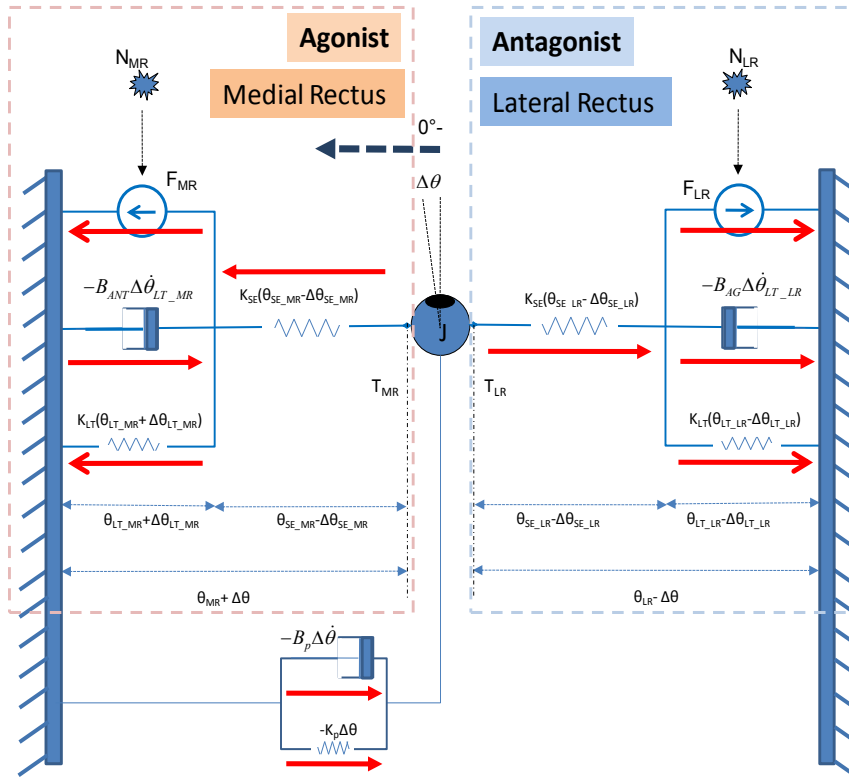 Agonist
Antagonist
N_MR
N_LR
Medial Rectus
Lateral Rectus
0°-
F_MR
Δθ
F_LR
-B_ANT Δθ̇_LT_MR
K_SE(θ_SE_MR-Δθ_SE_MR)
K_SE(θ_SE_LR-Δθ_SE_LR)
-B_AG Δθ̇_LT_LR
J
T_MR
T_LR
K_LT(θ_LT_MR+ Δθ_LT_MR)
K_LT(θ_LT_LR-Δθ_LT_LR)
θ_LT_MR+Δθ_LT_MR
θ_SE_MR-Δθ_SE_MR
θ_SE_LR-Δθ_SE_LR
θ_LT_LR-Δθ_LT_LR
θ_MR+ Δθ
θ_LR- Δθ
-B_p Δθ̇
-K_pΔθ